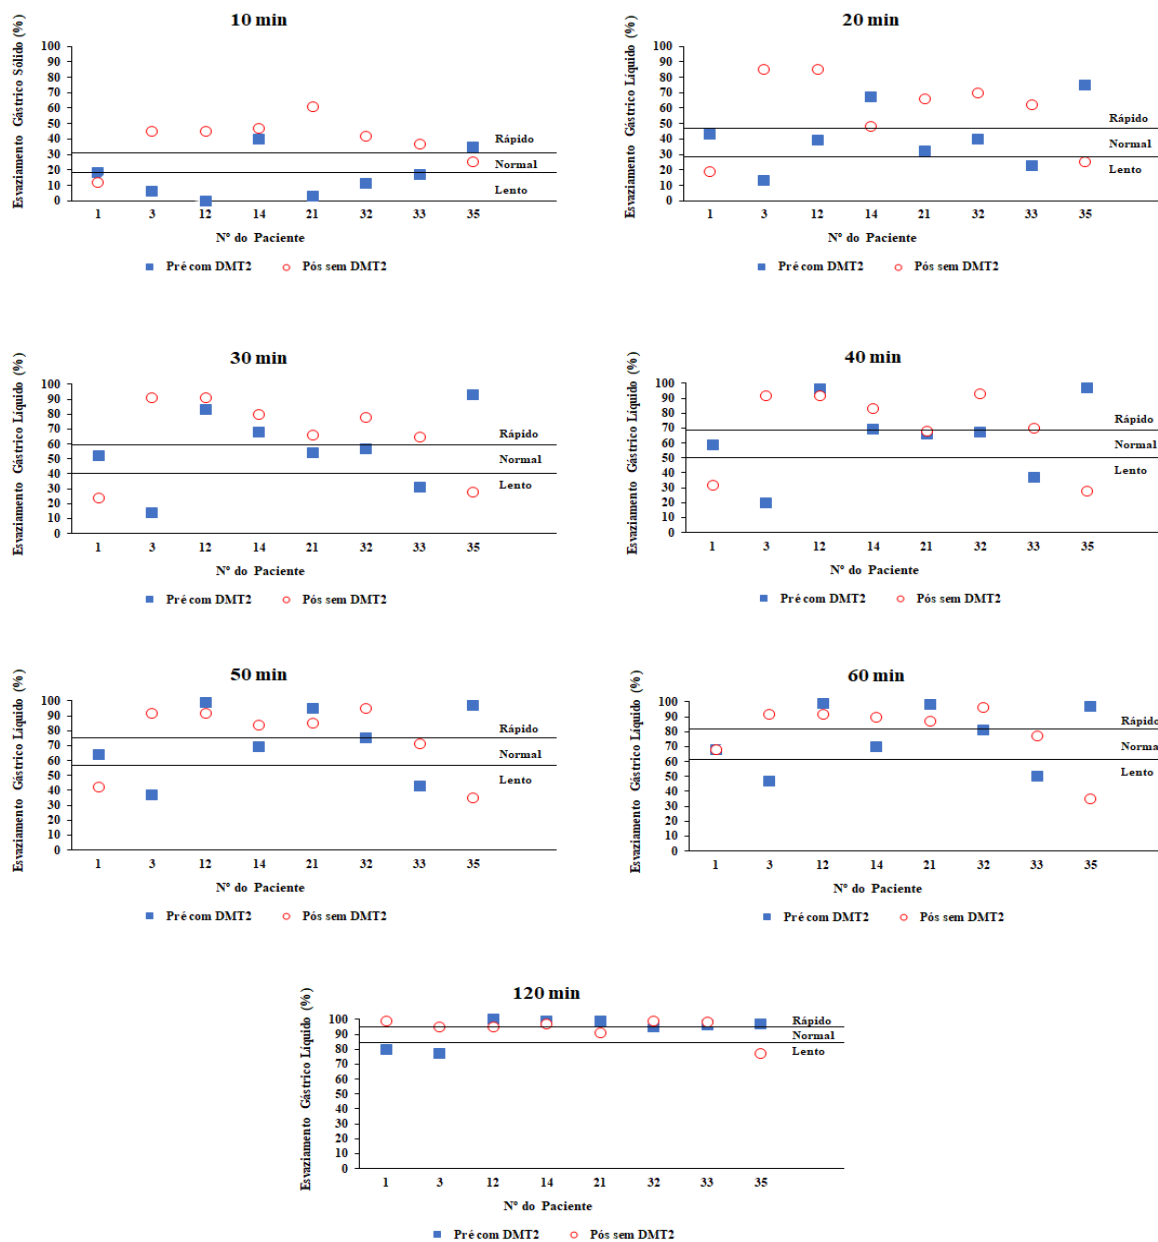 10 min
Esvaziamento Gástrico Sólido (%)
100
90
80
70
60
50
40
30
20
10
0
Rápido
Normal
Lento
1 3 12 14 21 32 33 35
Nº do Paciente
Pré com DMT2 Pós sem DMT2
20 min
Esvaziamento Gástrico Líquido (%)
100
90
80
70
60
50
40
30
20
10
0
Rápido
Normal
Lento
1 3 12 14 21 32 33 35
Nº do Paciente
Pré com DMT2 Pós sem DMT2
30 min
Esvaziamento Gástrico Líquido (%)
100
90
80
70
60
50
40
30
20
10
0
Rápido
Normal
Lento
1 3 12 14 21 32 33 35
Nº do Paciente
Pré com DMT2 Pós sem DMT2
40 min
Esvaziamento Gástrico Líquido (%)
100
90
80
70
60
50
40
30
20
10
0
Rápido
Normal
Lento
1 3 12 14 21 32 33 35
Nº do Paciente
Pré com DMT2 Pós sem DMT2
50 min
Esvaziamento Gástrico Líquido (%)
100
90
80
70
60
50
40
30
20
10
0
Rápido
Normal
Lento
1 3 12 14 21 32 33 35
Nº do Paciente
Pré com DMT2 Pós sem DMT2
60 min
Esvaziamento Gástrico Líquido (%)
100
90
80
70
60
50
40
30
20
10
0
Rápido
Normal
Lento
1 3 12 14 21 32 33 35
Nº do Paciente
Pré com DMT2 Pós sem DMT2
120 min
Esvaziamento Gástrico Líquido (%)
100
90
80
70
60
50
40
30
20
10
0
Rápido
Normal
Lento
1 3 12 14 21 32 33 35
Nº do Paciente
Pré com DMT2 Pós sem DMT2